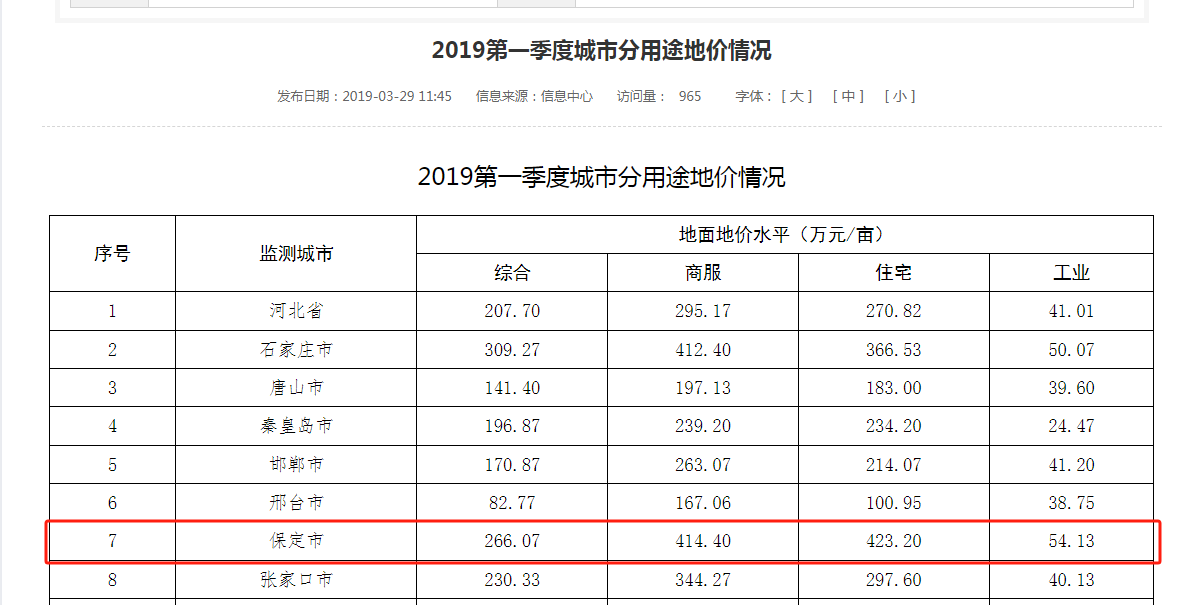 2019第一季度城市分用途地价情况
发布日期：2019-03-29 11:45 信息来源：信息中心 访问量： 965 字体： [ 大 ] [ 中 ] [ 小 ]
2019第一季度城市分用途地价情况
序号 监测城市 地面地价水平（万元/亩）
综合 商服 住宅 工业
1 河北省 207.70 295.17 270.82 41.01
2 石家庄市 309.27 412.40 366.53 50.07
3 唐山市 141.40 197.13 183.00 39.60
4 秦皇岛市 196.87 239.20 234.20 24.47
5 邯郸市 170.87 263.07 214.07 41.20
6 邢台市 82.77 167.06 100.95 38.75
7 保定市 266.07 414.40 423.20 54.13
8 张家口市 230.33 344.27 297.60 40.13